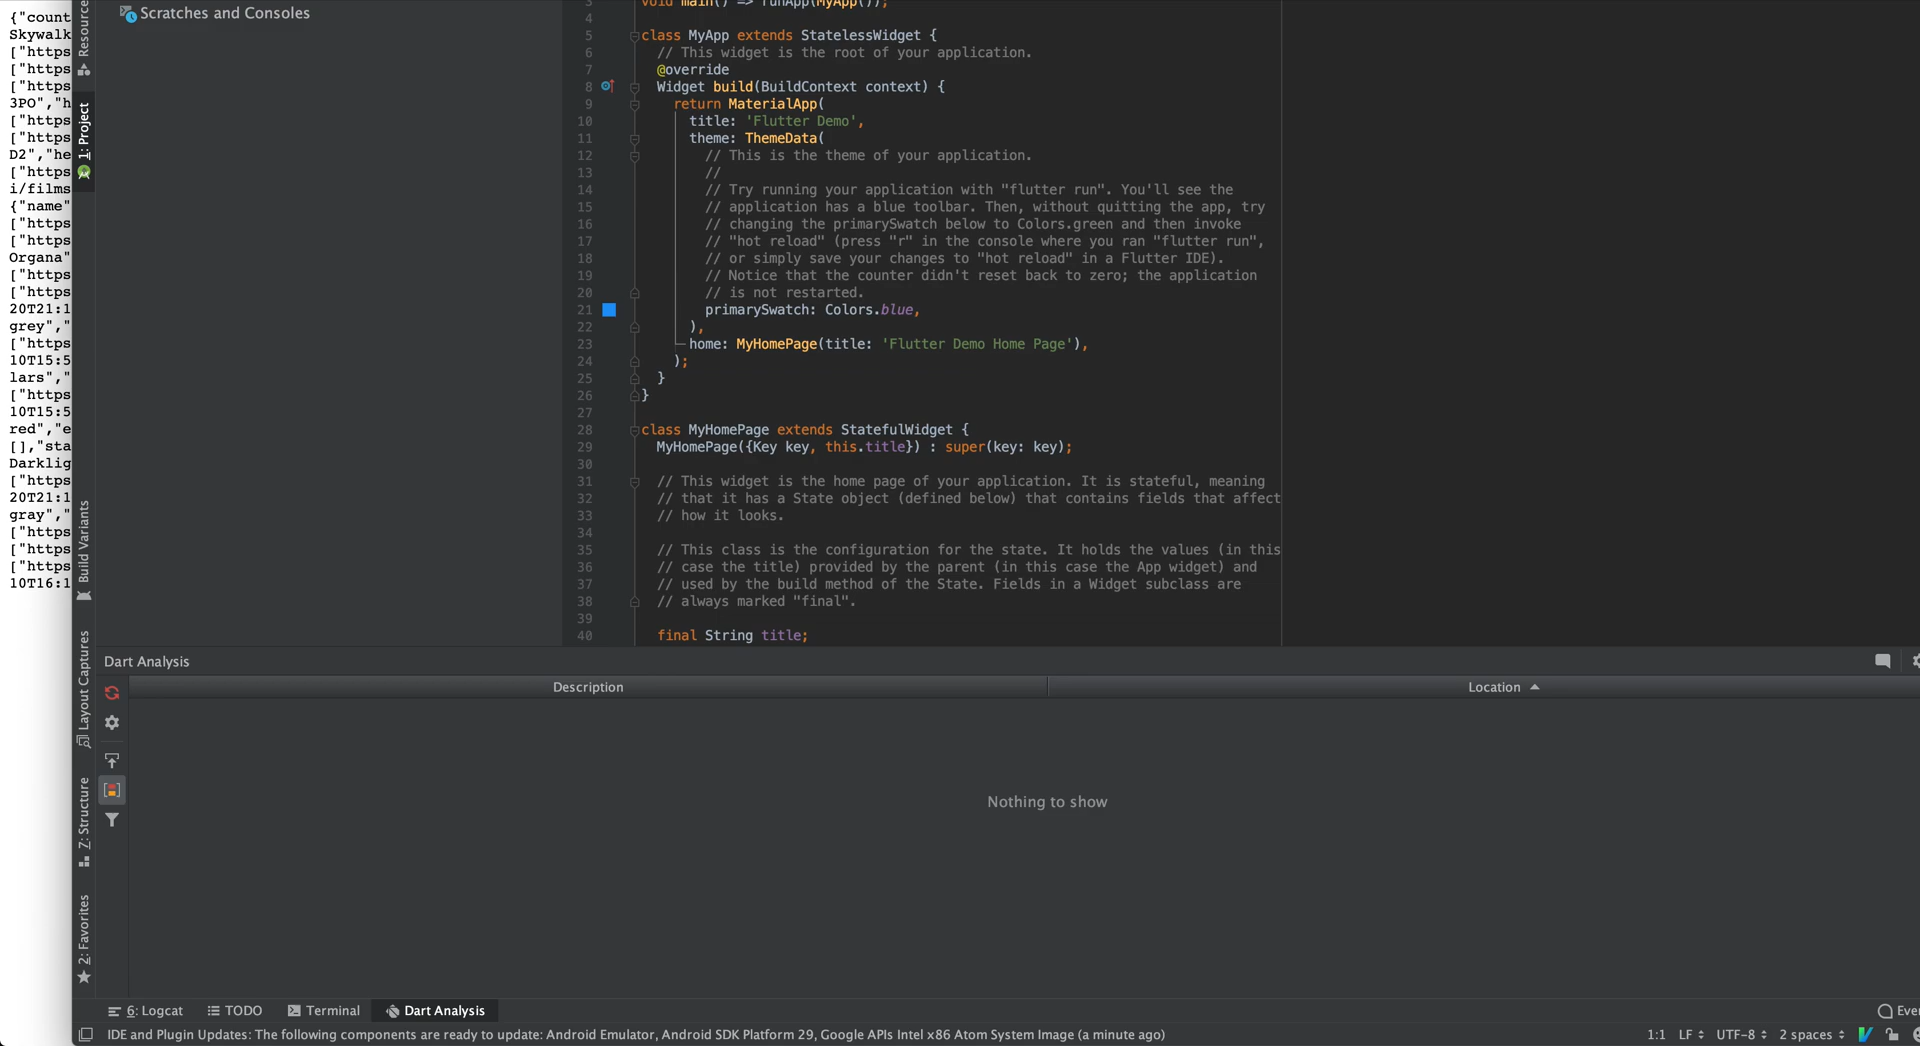 {"count
Skywalk
["https
["https
["https
3PO","h
["https
["https
D2","he
["https
i/films
{"name"
["https
["https
Organa"
["https
["https
20T21:1
grey","
["https
10T15:5
lars","
["https
10T15:5
red","e
[],"sta
Darklig
["https
20T21:1
gray","
["https
["https
["https
10T16:1
Resource
1: Project
Build Variants
Layout Captures
7: Structure
2: Favorites
Scratches and Consoles
3 void main() => runApp(MyApp());
4
5 class MyApp extends StatelessWidget {
6 // This widget is the root of your application.
7 @override
8 Widget build(BuildContext context) {
9 return MaterialApp(
10 title: 'Flutter Demo',
11 theme: ThemeData(
12 // This is the theme of your application.
13 //
14 // Try running your application with "flutter run". You'll see the
15 // application has a blue toolbar. Then, without quitting the app, try
16 // changing the primarySwatch below to Colors.green and then invoke
17 // "hot reload" (press "r" in the console where you ran "flutter run",
18 // or simply save your changes to "hot reload" in a Flutter IDE).
19 // Notice that the counter didn't reset back to zero; the application
20 // is not restarted.
21 primarySwatch: Colors.blue,
22 ),
23 home: MyHomePage(title: 'Flutter Demo Home Page'),
24 );
25 }
26 }
27
28 class MyHomePage extends StatefulWidget {
29 MyHomePage({Key key, this.title}) : super(key: key);
30
31 // This widget is the home page of your application. It is stateful, meaning
32 // that it has a State object (defined below) that contains fields that affect
33 // how it looks.
34
35 // This class is the configuration for the state. It holds the values (in this
36 // case the title) provided by the parent (in this case the App widget) and
37 // used by the build method of the State. Fields in a Widget subclass are
38 // always marked "final".
39
40 final String title;
Dart Analysis
Description Location
Nothing to show
6: Logcat TODO Terminal Dart Analysis Eve
IDE and Plugin Updates: The following components are ready to update: Android Emulator, Android SDK Platform 29, Google APIs Intel x86 Atom System Image (a minute ago) 1:1 LF UTF-8 2 spaces